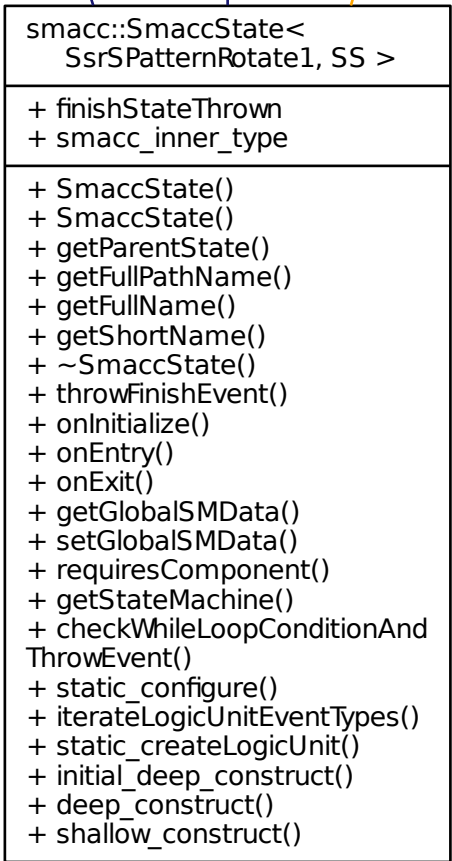 smacc::SmaccState<
SsrSPatternRotate1, SS >
+ finishStateThrown
+ smacc_inner_type
+ SmaccState()
+ SmaccState()
+ getParentState()
+ getFullPathName()
+ getFullName()
+ getShortName()
+ ~SmaccState()
+ throwFinishEvent()
+ onInitialize()
+ onEntry()
+ onExit()
+ getGlobalSMData()
+ setGlobalSMData()
+ requiresComponent()
+ getStateMachine()
+ checkWhileLoopConditionAnd
ThrowEvent()
+ static_configure()
+ iterateLogicUnitEventTypes()
+ static_createLogicUnit()
+ initial_deep_construct()
+ deep_construct()
+ shallow_construct()